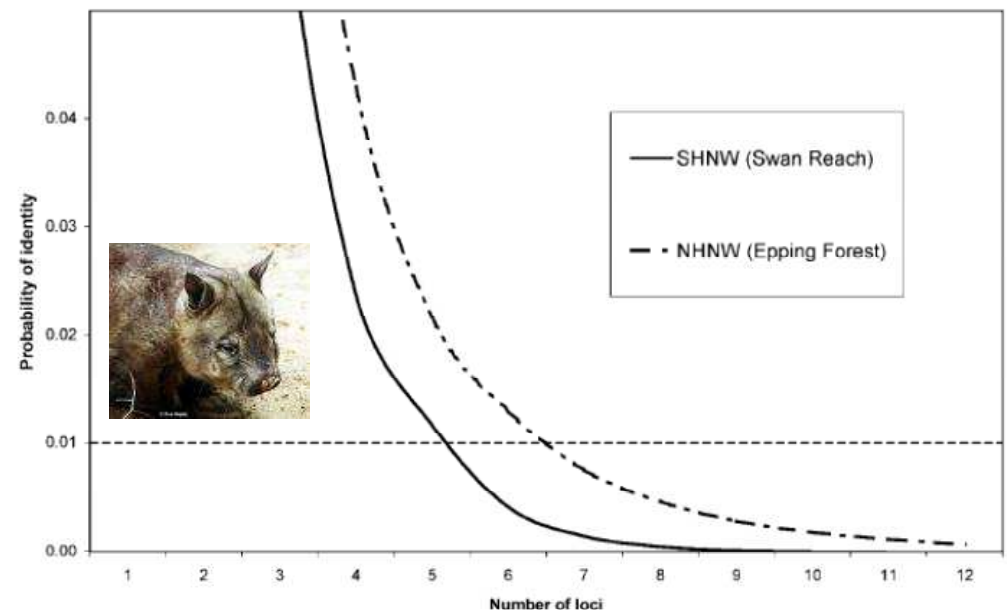 0.04
0.03
0.02
0.01
0.00
Probability of identity
SHNW (Swan Reach)
NHNW (Epping Forest)
1 2 3 4 5 6 7 8 9 10 11 12
Number of loci